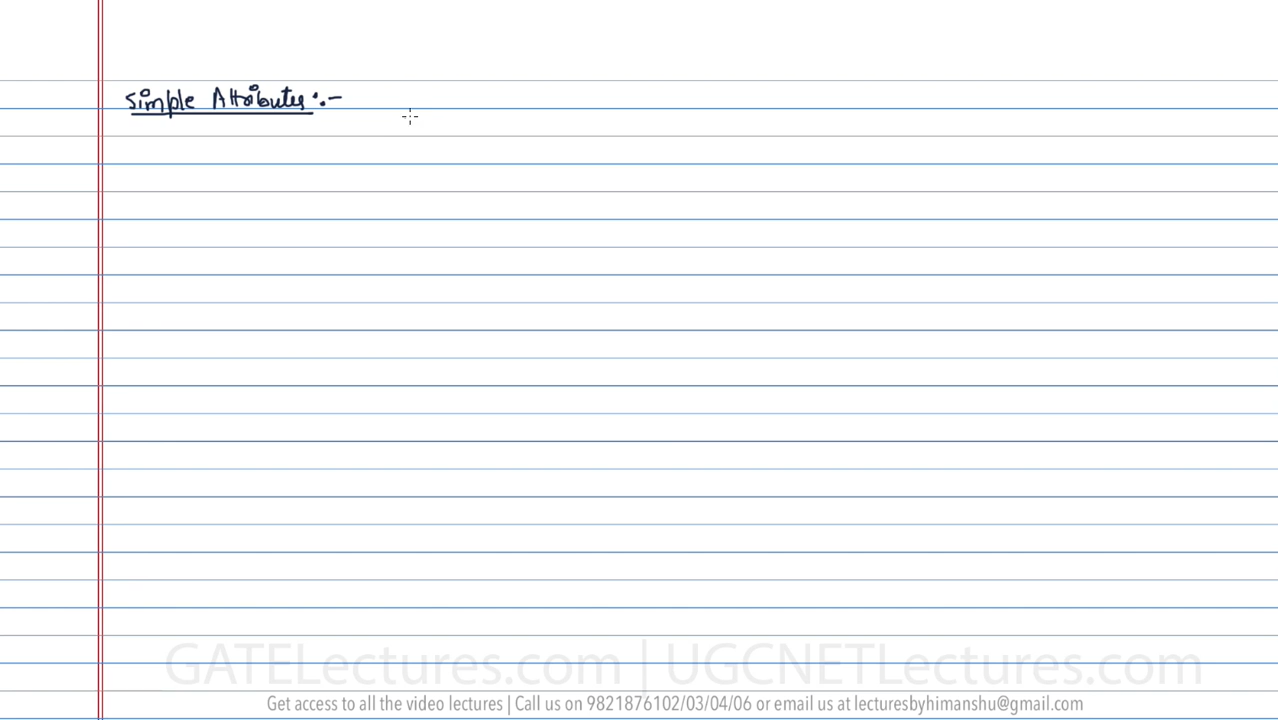 Simple Attributes :-
GATELectures.com | UGCNETLectures.com
Get access to all the video lectures | Call us on 9821876102/03/04/06 or email us at lecturesbyhimanshu@gmail.com